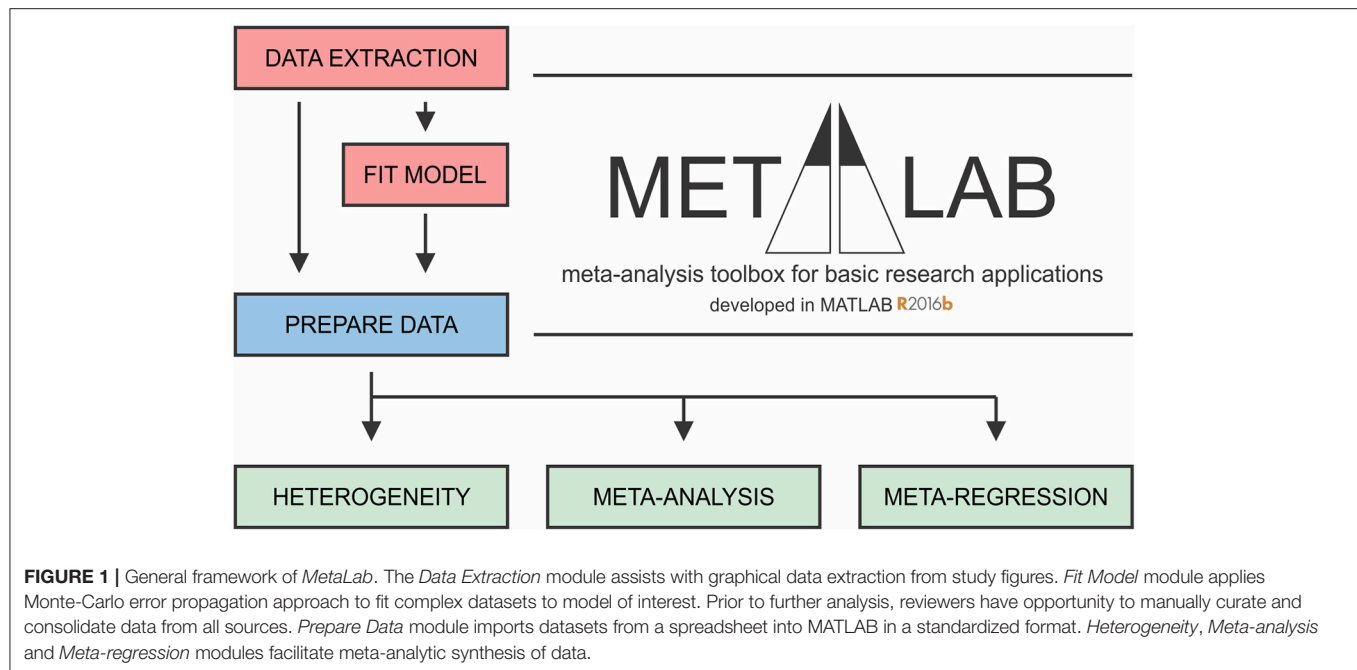 DATA EXTRACTION
FIT MODEL
METALAB
meta-analysis toolbox for basic research applications
developed in MATLAB R2016b
PREPARE DATA
HETEROGENEITY
META-ANALYSIS
META-REGRESSION
FIGURE 1 | General framework of MetaLab. The Data Extraction module assists with graphical data extraction from study figures. Fit Model module applies
Monte-Carlo error propagation approach to fit complex datasets to model of interest. Prior to further analysis, reviewers have opportunity to manually curate and
consolidate data from all sources. Prepare Data module imports datasets from a spreadsheet into MATLAB in a standardized format. Heterogeneity, Meta-analysis
and Meta-regression modules facilitate meta-analytic synthesis of data.